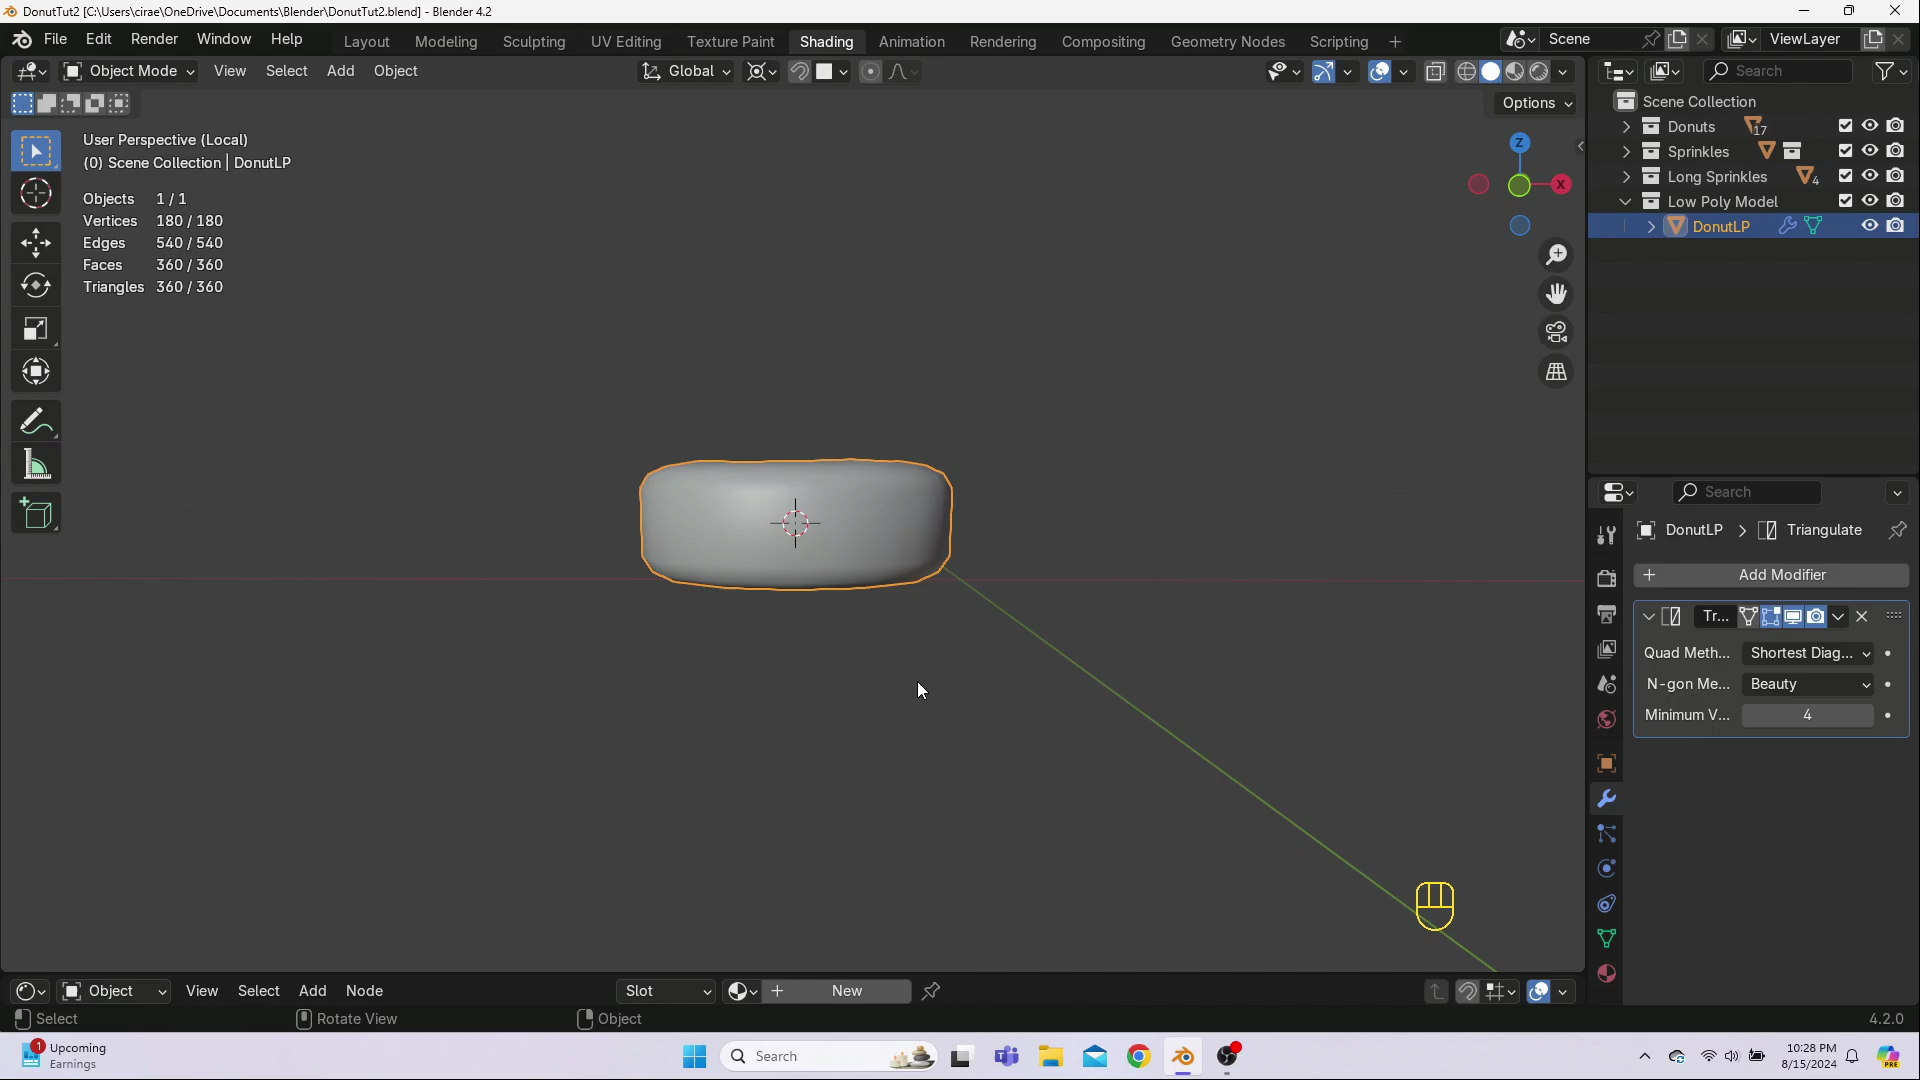 DonutTut2 [C:\Users\cirae\OneDrive\Documents\Blender\DonutTut2.blend] - Blender 4.2
File Edit Render Window Help Layout Modeling Sculpting UV Editing Texture Paint Shading Animation Rendering Compositing Geometry Nodes Scripting + Scene ViewLayer
Object Mode View Select Add Object Global Search
Options
User Perspective (Local)
(0) Scene Collection | DonutLP
Objects 1 / 1
Vertices 180 / 180
Edges 540 / 540
Faces 360 / 360
Triangles 360 / 360
Z
X
Scene Collection
Donuts 17
Sprinkles
Long Sprinkles 4
Low Poly Model
DonutLP
Search
DonutLP > Triangulate
+ Add Modifier
Tr...
Quad Meth... Shortest Diag...
N-gon Me... Beauty
Minimum V... 4
Object View Select Add Node Slot + New
Select Rotate View Object 4.2.0
1 Upcoming
Earnings
Search
10:28 PM
8/15/2024
PRE